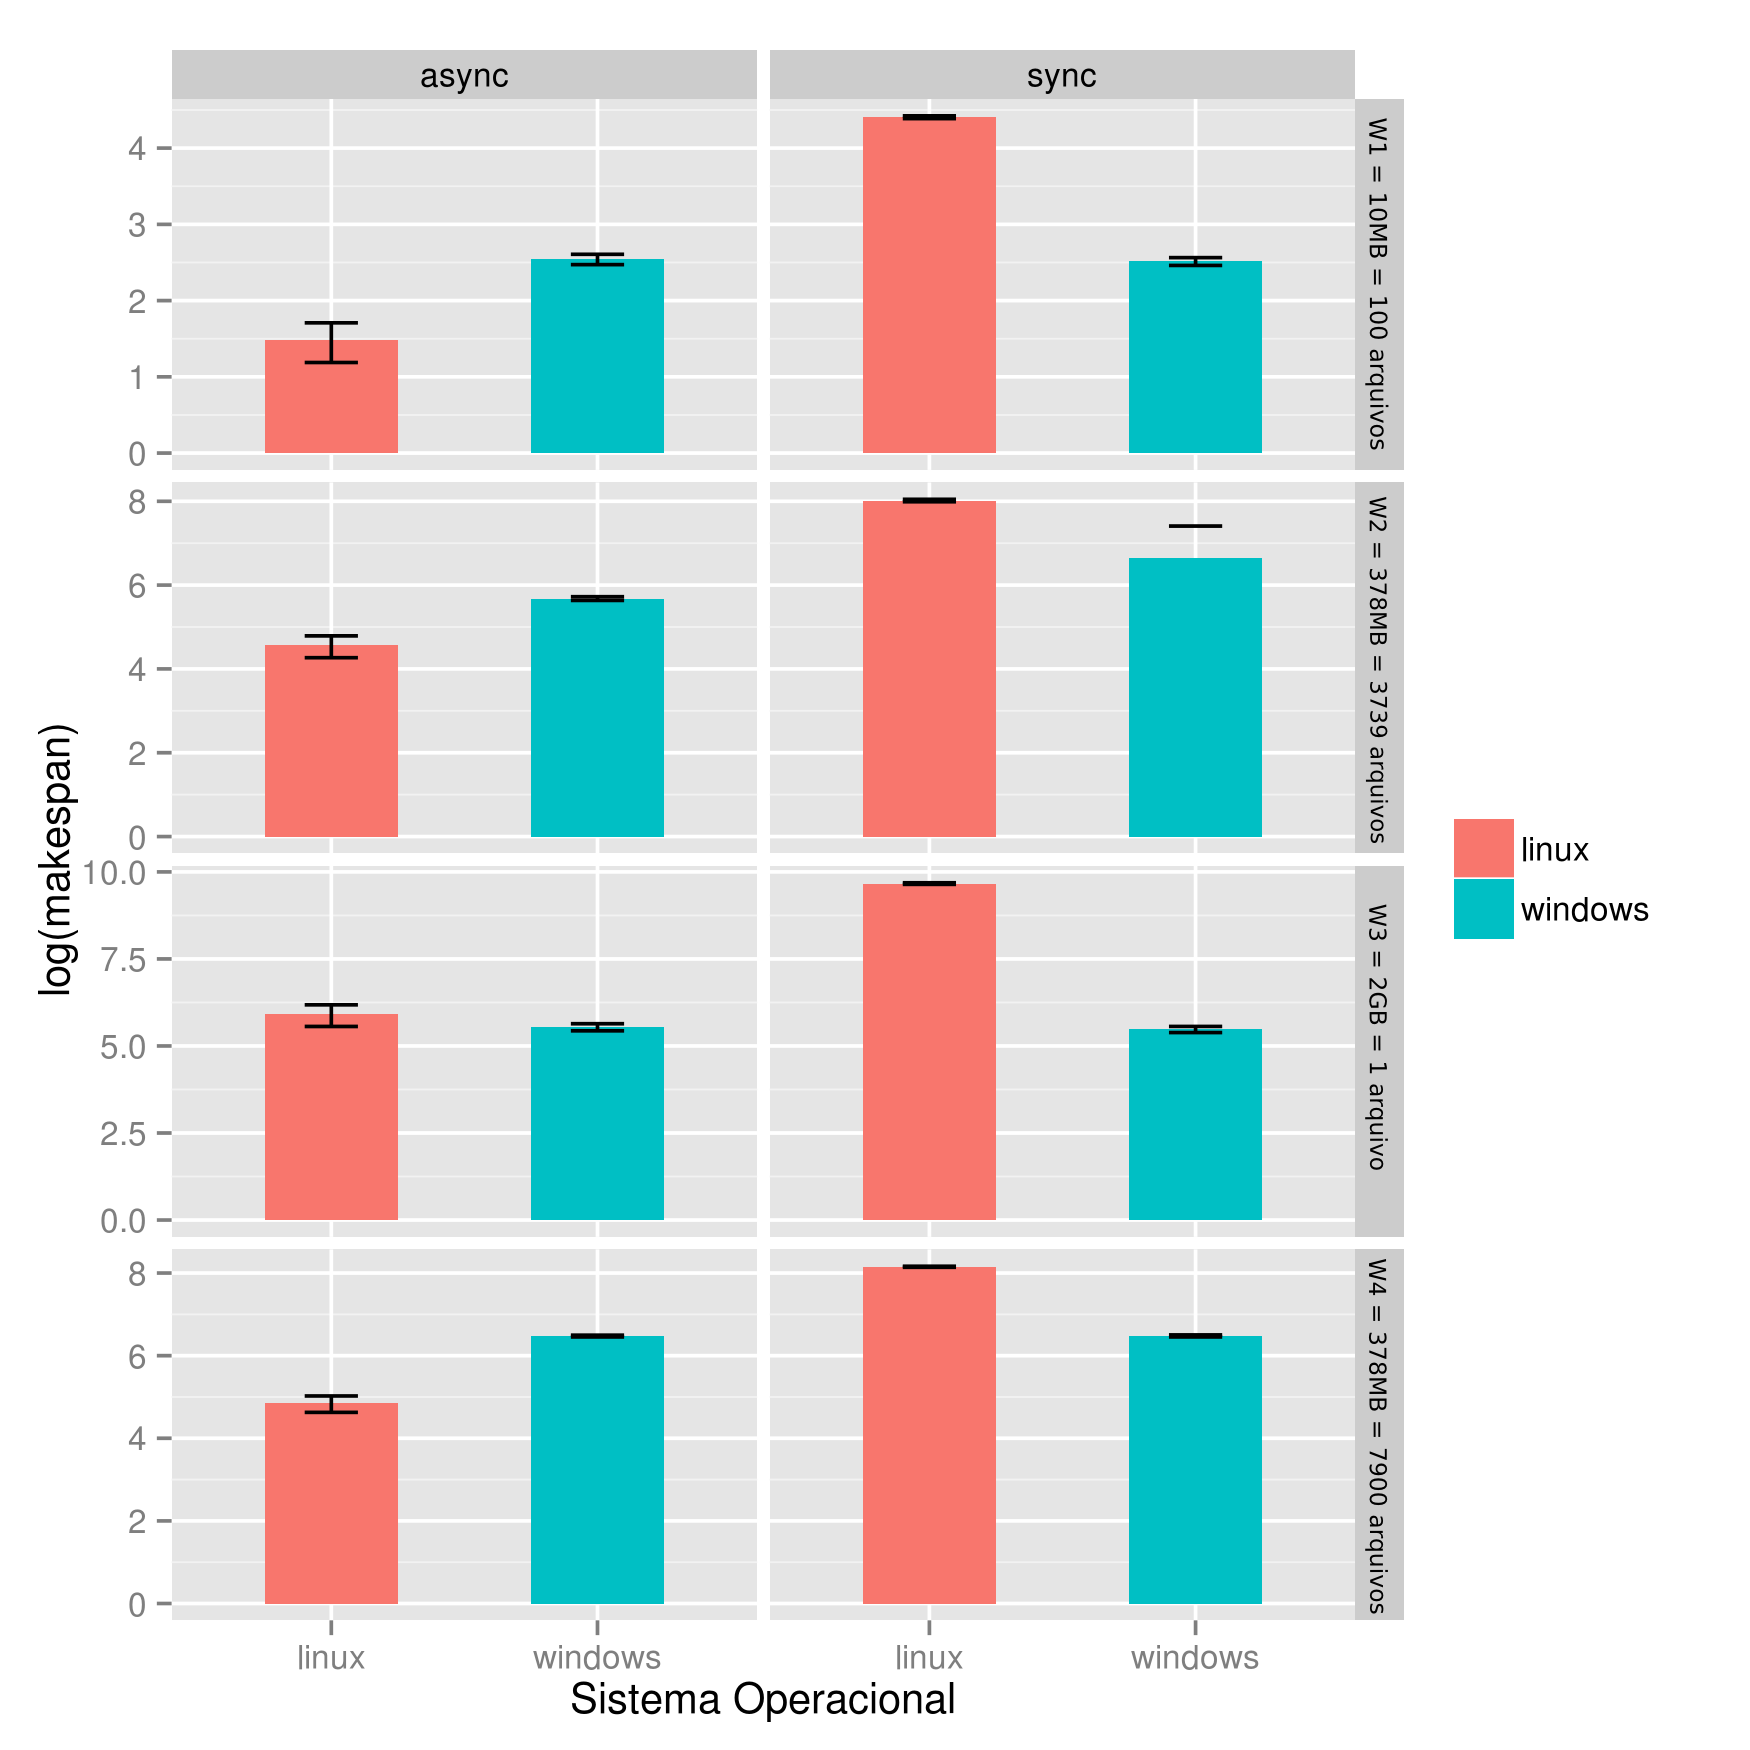 async
sync
4
3
2
1
0
W1 = 10MB = 100 arquivos
8
6
4
2
0
W2 = 378MB = 3739 arquivos
10.0
7.5
5.0
2.5
0.0
W3 = 2GB = 1 arquivo
8
6
4
2
0
W4 = 378MB = 7900 arquivos
log(makespan)
linux
windows
linux
windows
Sistema Operacional
linux
windows